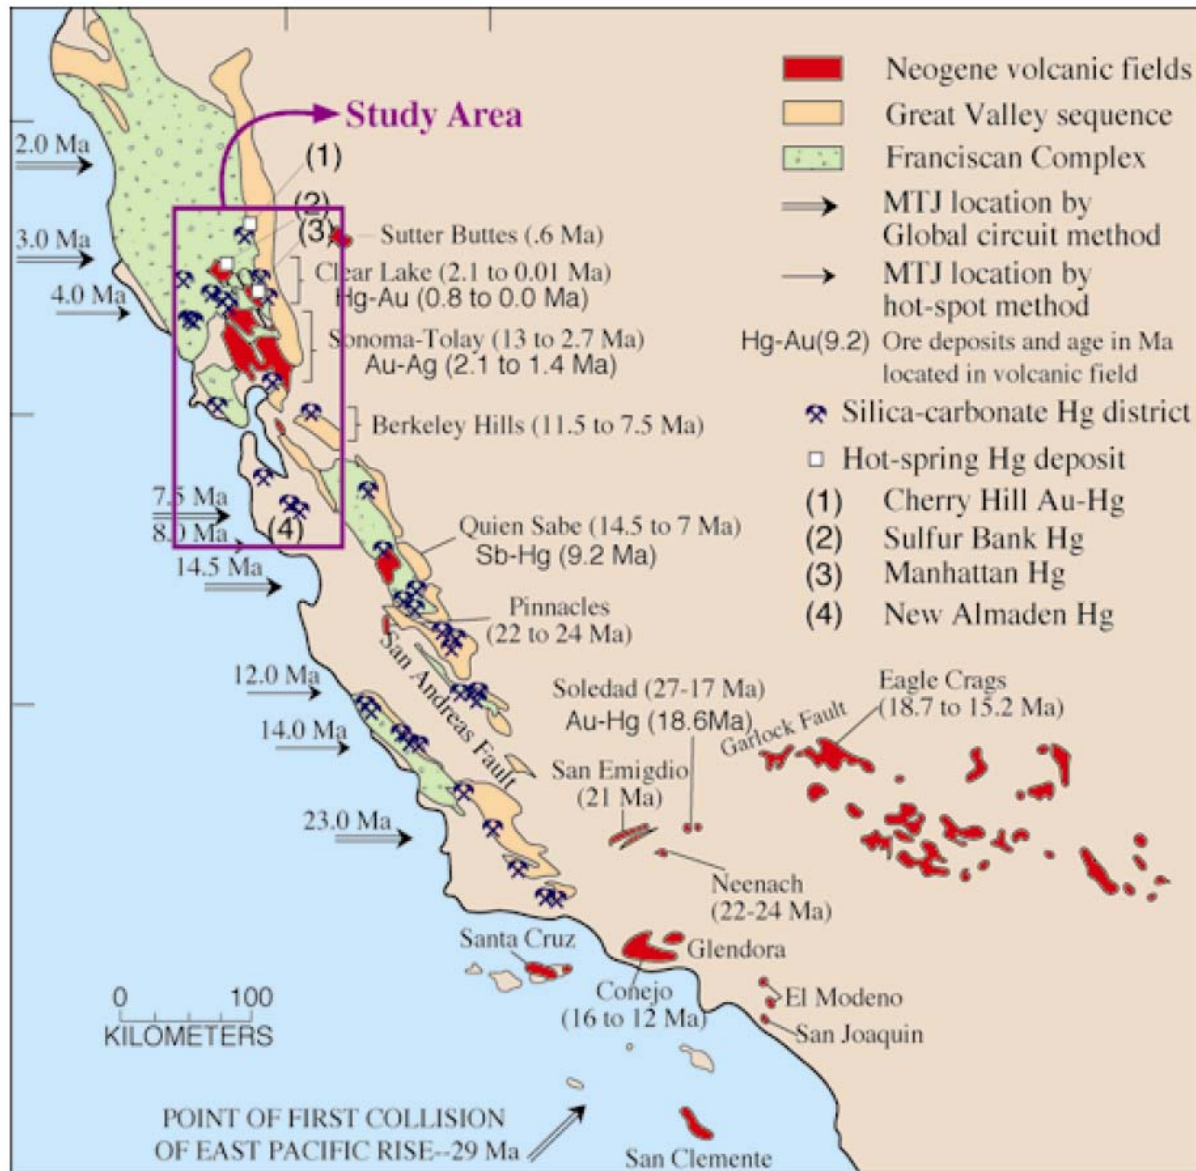 Study Area
Neogene volcanic fields
Great Valley sequence
Franciscan Complex
MTJ location by
Global circuit method
MTJ location by
hot-spot method
Hg-Au(9.2) Ore deposits and age in Ma
located in volcanic field
Silica-carbonate Hg district
Hot-spring Hg deposit
(1) Cherry Hill Au-Hg
(2) Sulfur Bank Hg
(3) Manhattan Hg
(4) New Almaden Hg
2.0 Ma
3.0 Ma
4.0 Ma
(1)
(2)
(3)
Sutter Buttes (.6 Ma)
Clear Lake (2.1 to 0.01 Ma)
Hg-Au (0.8 to 0.0 Ma)
Sonoma-Tolay (13 to 2.7 Ma)
Au-Ag (2.1 to 1.4 Ma)
Berkeley Hills (11.5 to 7.5 Ma)
7.5 Ma
8.0 Ma
(4)
14.5 Ma
Quien Sabe (14.5 to 7 Ma)
Sb-Hg (9.2 Ma)
Pinnacles
(22 to 24 Ma)
San Andreas Fault
12.0 Ma
14.0 Ma
23.0 Ma
Soledad (27-17 Ma)
Au-Hg (18.6Ma)
San Emigdio
(21 Ma)
Garlock Fault
Eagle Crags
(18.7 to 15.2 Ma)
Neenach
(22-24 Ma)
Santa Cruz
Glendora
Conejo
(16 to 12 Ma)
El Modeno
San Joaquin
0 100
KILOMETERS
POINT OF FIRST COLLISION
OF EAST PACIFIC RISE--29 Ma
San Clemente